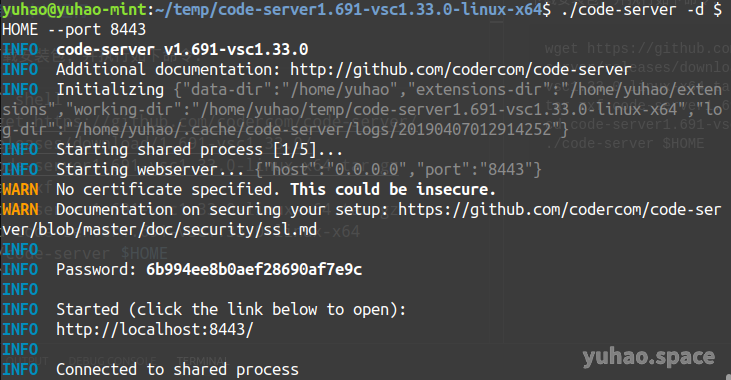 yuhao@yuhao-mint:~/temp/code-server1.691-vsc1.33.0-linux-x64$ ./code-server -d $
HOME --port 8443
INFO code-server v1.691-vsc1.33.0
INFO Additional documentation: http://github.com/codercom/code-server
INFO Initializing {"data-dir":"/home/yuhao","extensions-dir":"/home/yuhao/exten
sions","working-dir":"/home/yuhao/temp/code-server1.691-vsc1.33.0-linux-x64","lo
g-dir":"/home/yuhao/.cache/code-server/logs/20190407012914252"}
INFO Starting shared process [1/5]...
INFO Starting webserver... {"host":"0.0.0.0","port":"8443"}
WARN No certificate specified. This could be insecure.
WARN Documentation on securing your setup: https://github.com/codercom/code-ser
ver/blob/master/doc/security/ssl.md
INFO
INFO Password: 6b994ee8b0aef28690af7e9c
INFO
INFO Started (click the link below to open):
INFO http://localhost:8443/
INFO
INFO Connected to shared process
yuhao.space